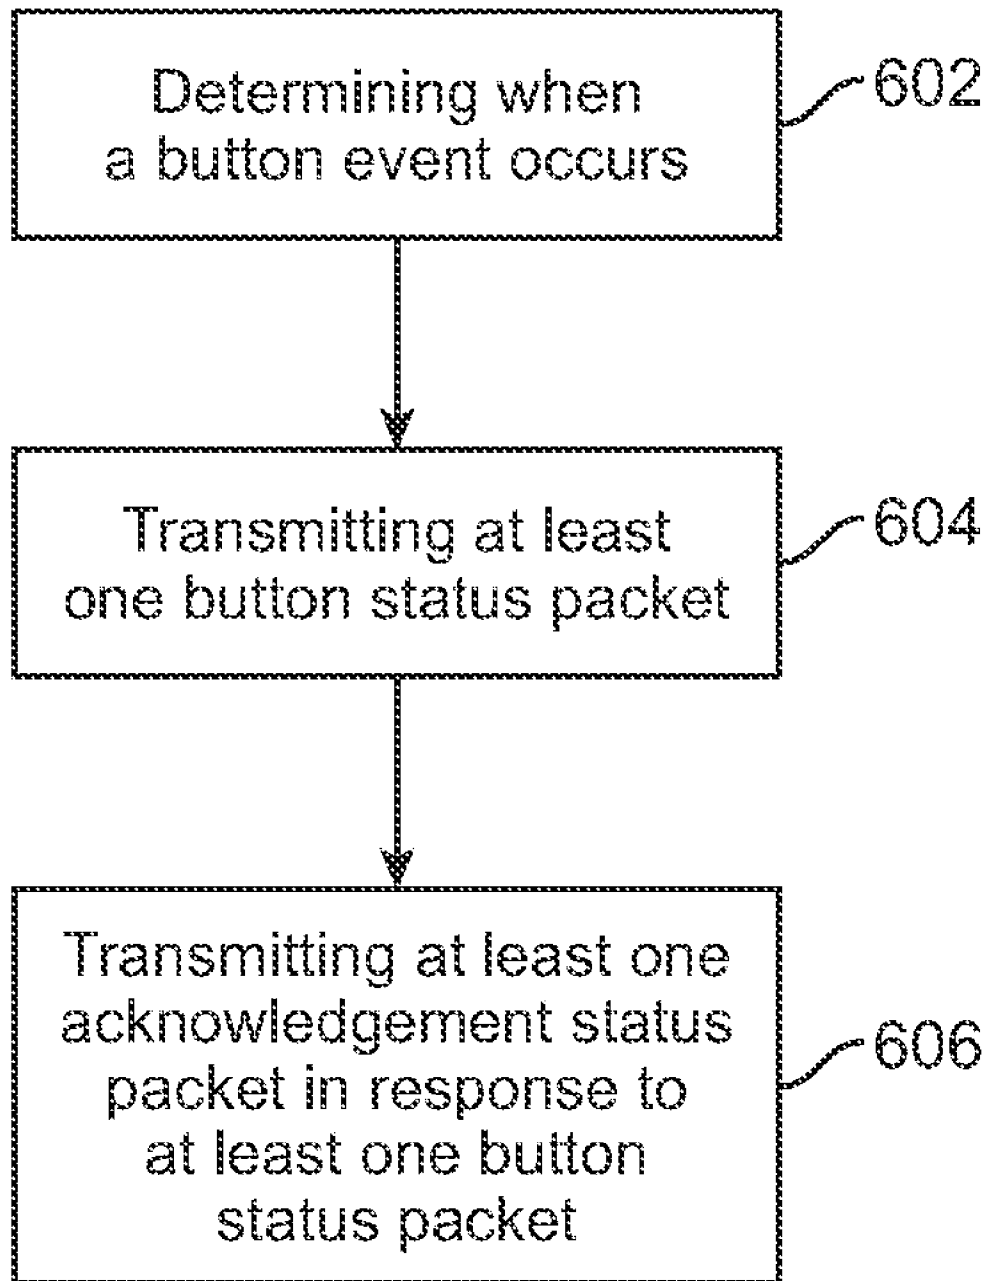 Determining when
a button event occurs
602
Transmitting at least
one button status packet
604
Transmitting at least one
acknowledgement status
packet in response to
at least one button
status packet
606